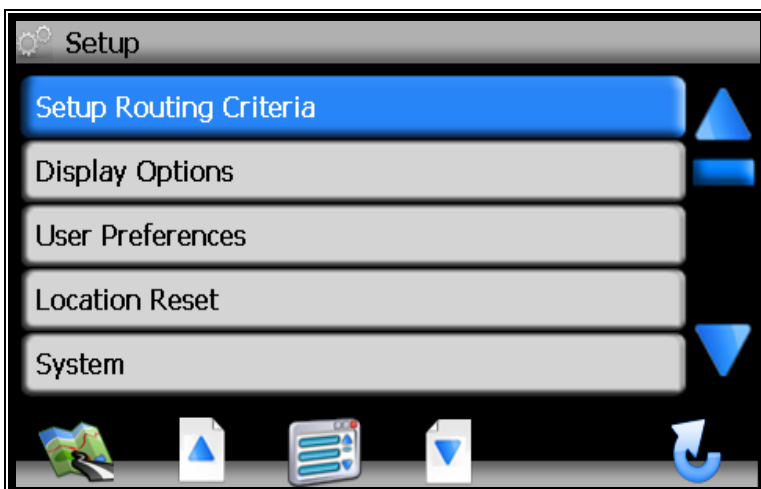 Setup
Setup Routing Criteria
Display Options
User Preferences
Location Reset
System